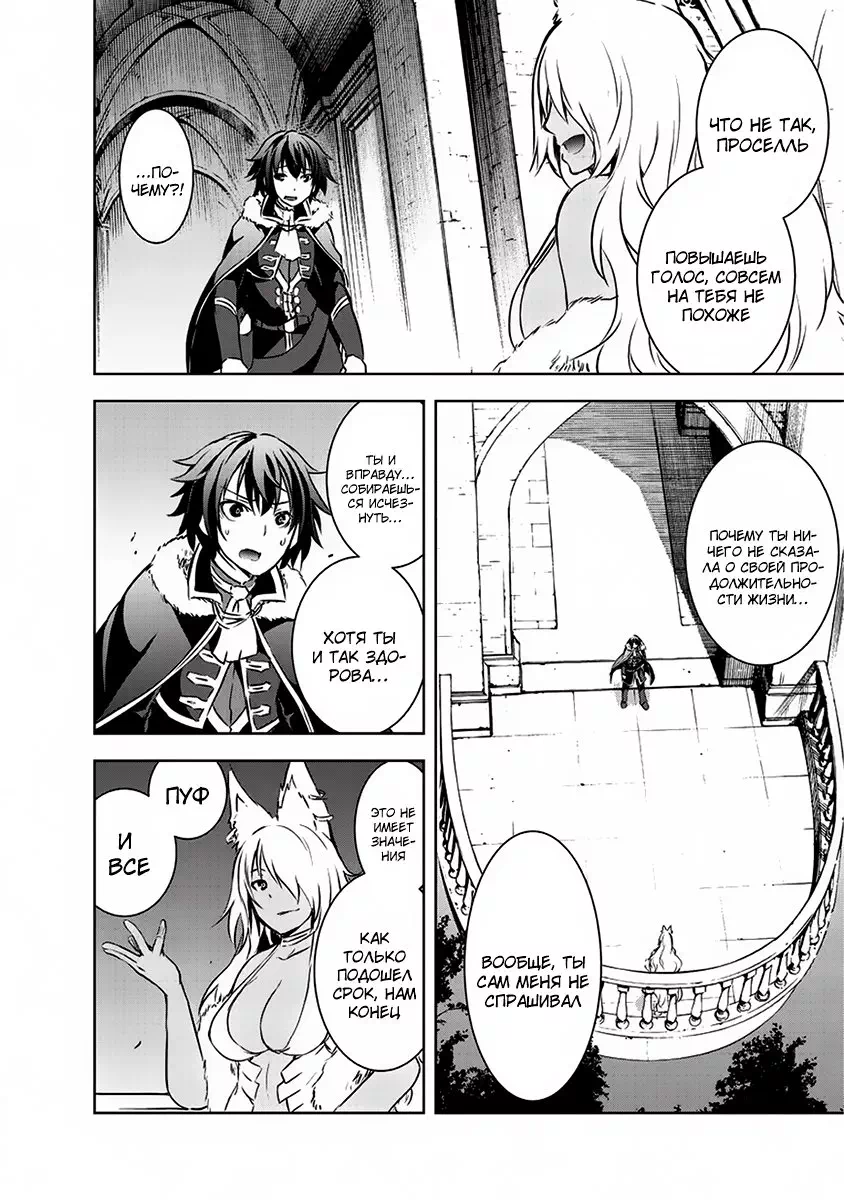 ЧТО НЕ ТАК,
ПРОСЕЛЛЬ
ПОВЫШАЕШЬ
ГОЛОС, СОВСЕМ
НА ТЕБЯ НЕ
ПОХОЖЕ
...ПО-
ЧЕМУ?!
ПОЧЕМУ ТЫ НИ-
ЧЕГО НЕ СКАЗА-
ЛА О СВОЕЙ ПРО-
ДОЛЖИТЕЛЬНО-
СТИ ЖИЗНИ...
ВООБЩЕ, ТЫ
САМ МЕНЯ НЕ
СПРАШИВАЛ
ТЫ И
ВПРАВДУ...
СОБИРАЕШЬ-
СЯ ИСЧЕЗ-
НУТЬ...
ХОТЯ ТЫ
И ТАК ЗДО-
РОВА...
ЭТО НЕ
ИМЕЕТ
ЗНАЧЕ-
НИЯ
КАК
ТОЛЬКО
ПОДОШЕЛ
СРОК, НАМ
КОНЕЦ
ПУФ
И
ВСЕ